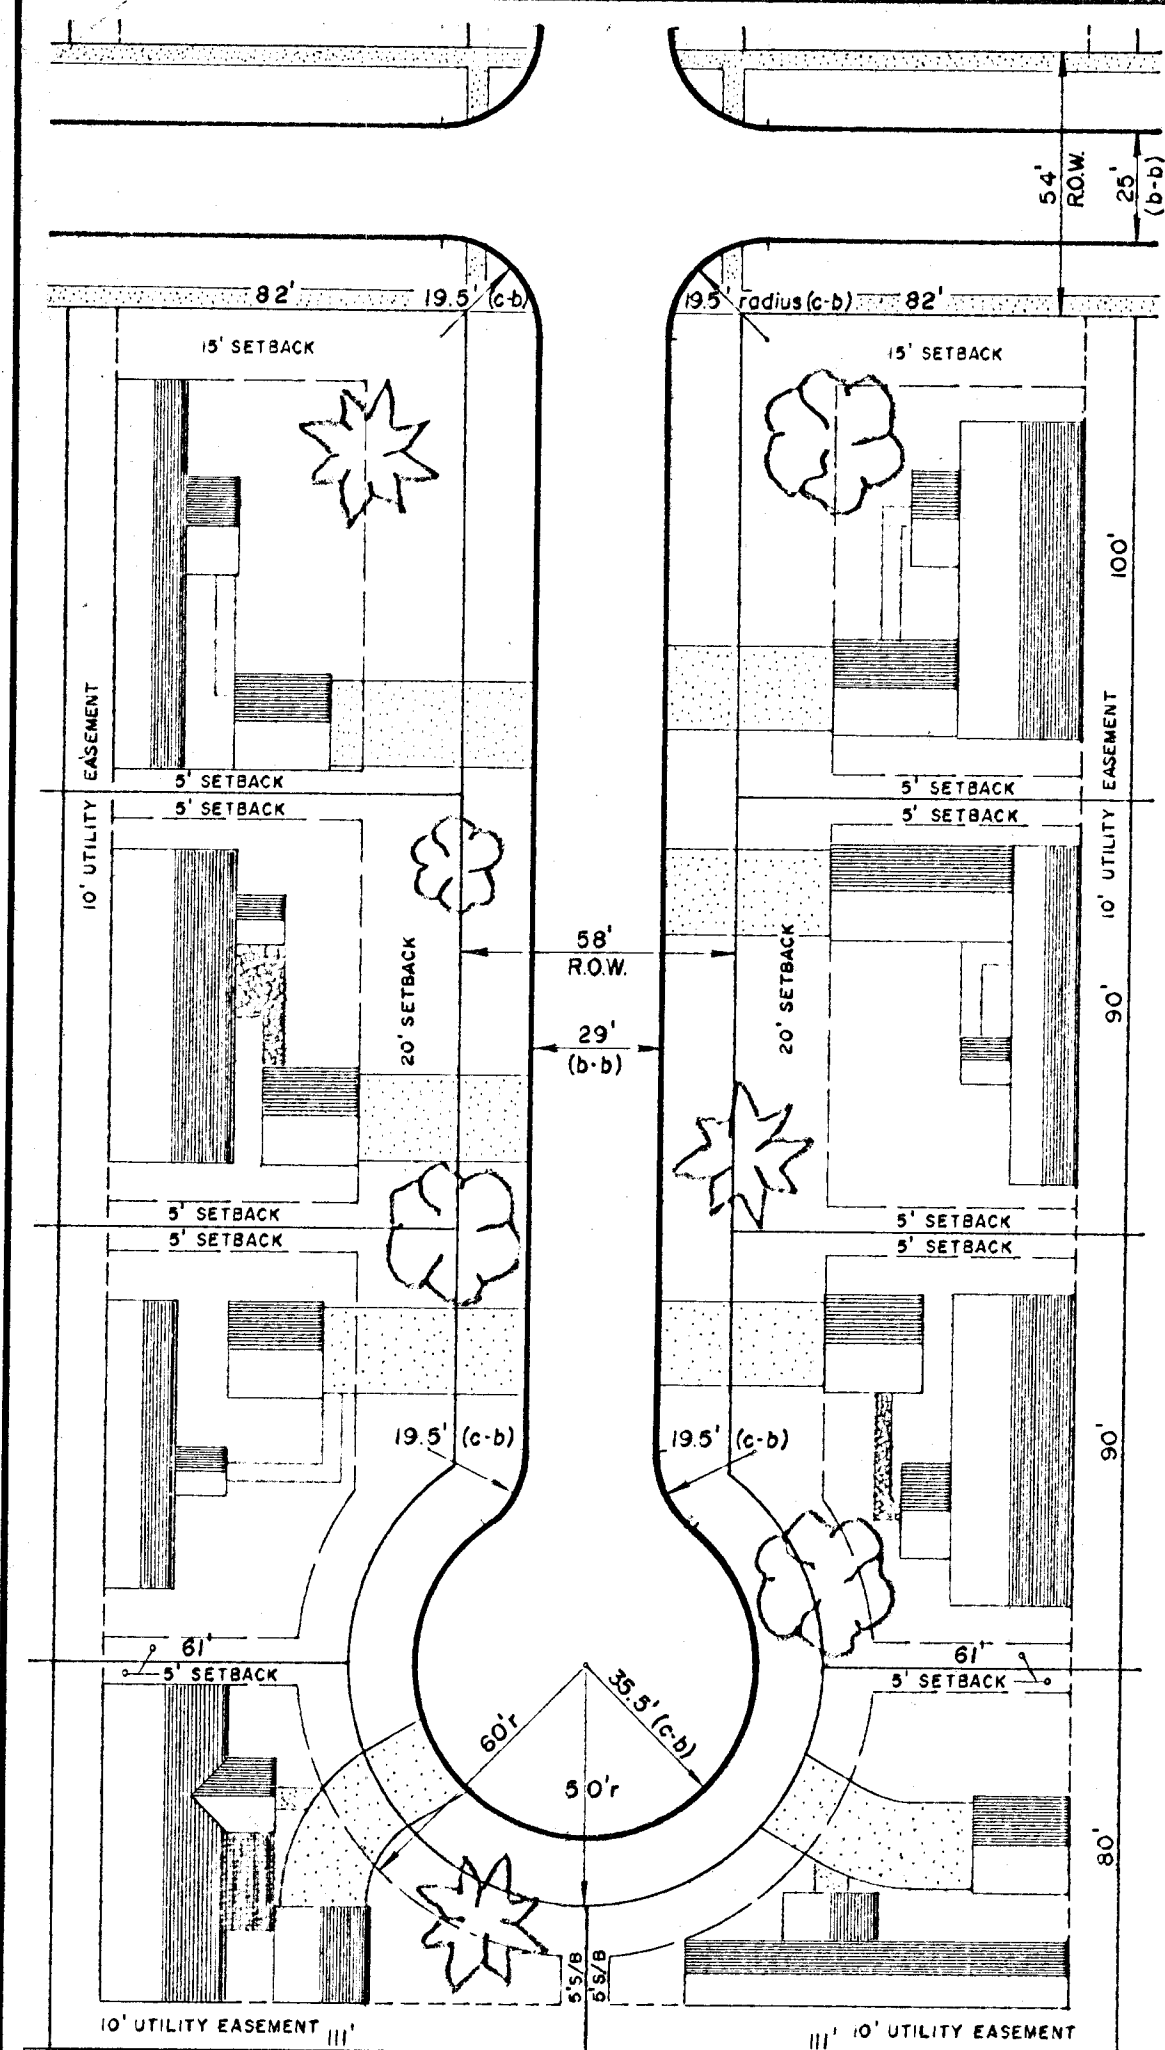 54'
R.O.W.
25'
(b-b)
82'
19.5' (c-b)
19.5' radius (c-b)
82'
15' SETBACK
15' SETBACK
100'
10' UTILITY EASEMENT
10' UTILITY EASEMENT
5' SETBACK
5' SETBACK
5' SETBACK
5' SETBACK
58'
R.O.W.
20' SETBACK
20' SETBACK
90'
29'
(b-b)
5' SETBACK
5' SETBACK
5' SETBACK
5' SETBACK
19.5' (c-b)
19.5' (c-b)
90'
61'
5' SETBACK
61'
5' SETBACK
60'r
35.5' (c-b)
50'r
80'
5' S/B
5' S/B
10' UTILITY EASEMENT
111'
111'
10' UTILITY EASEMENT